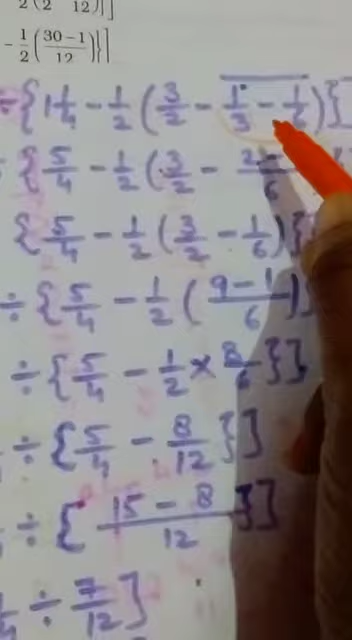 2 (2 12)}]
- 1/2 (30-1/12)}]
÷ {1 1/4 - 1/2 (3/2 - 1/3 - 1/6)}]
{5/4 - 1/2 (3/2 - 2-/6
{5/4 - 1/2 (3/2 - 1/6)}
÷ {5/4 - 1/2 (9-1/6)}
÷ {5/4 - 1/2 × 8/6}]
÷ {5/4 - 8/12}]
÷ {15-8/12}]
÷ 7/12]